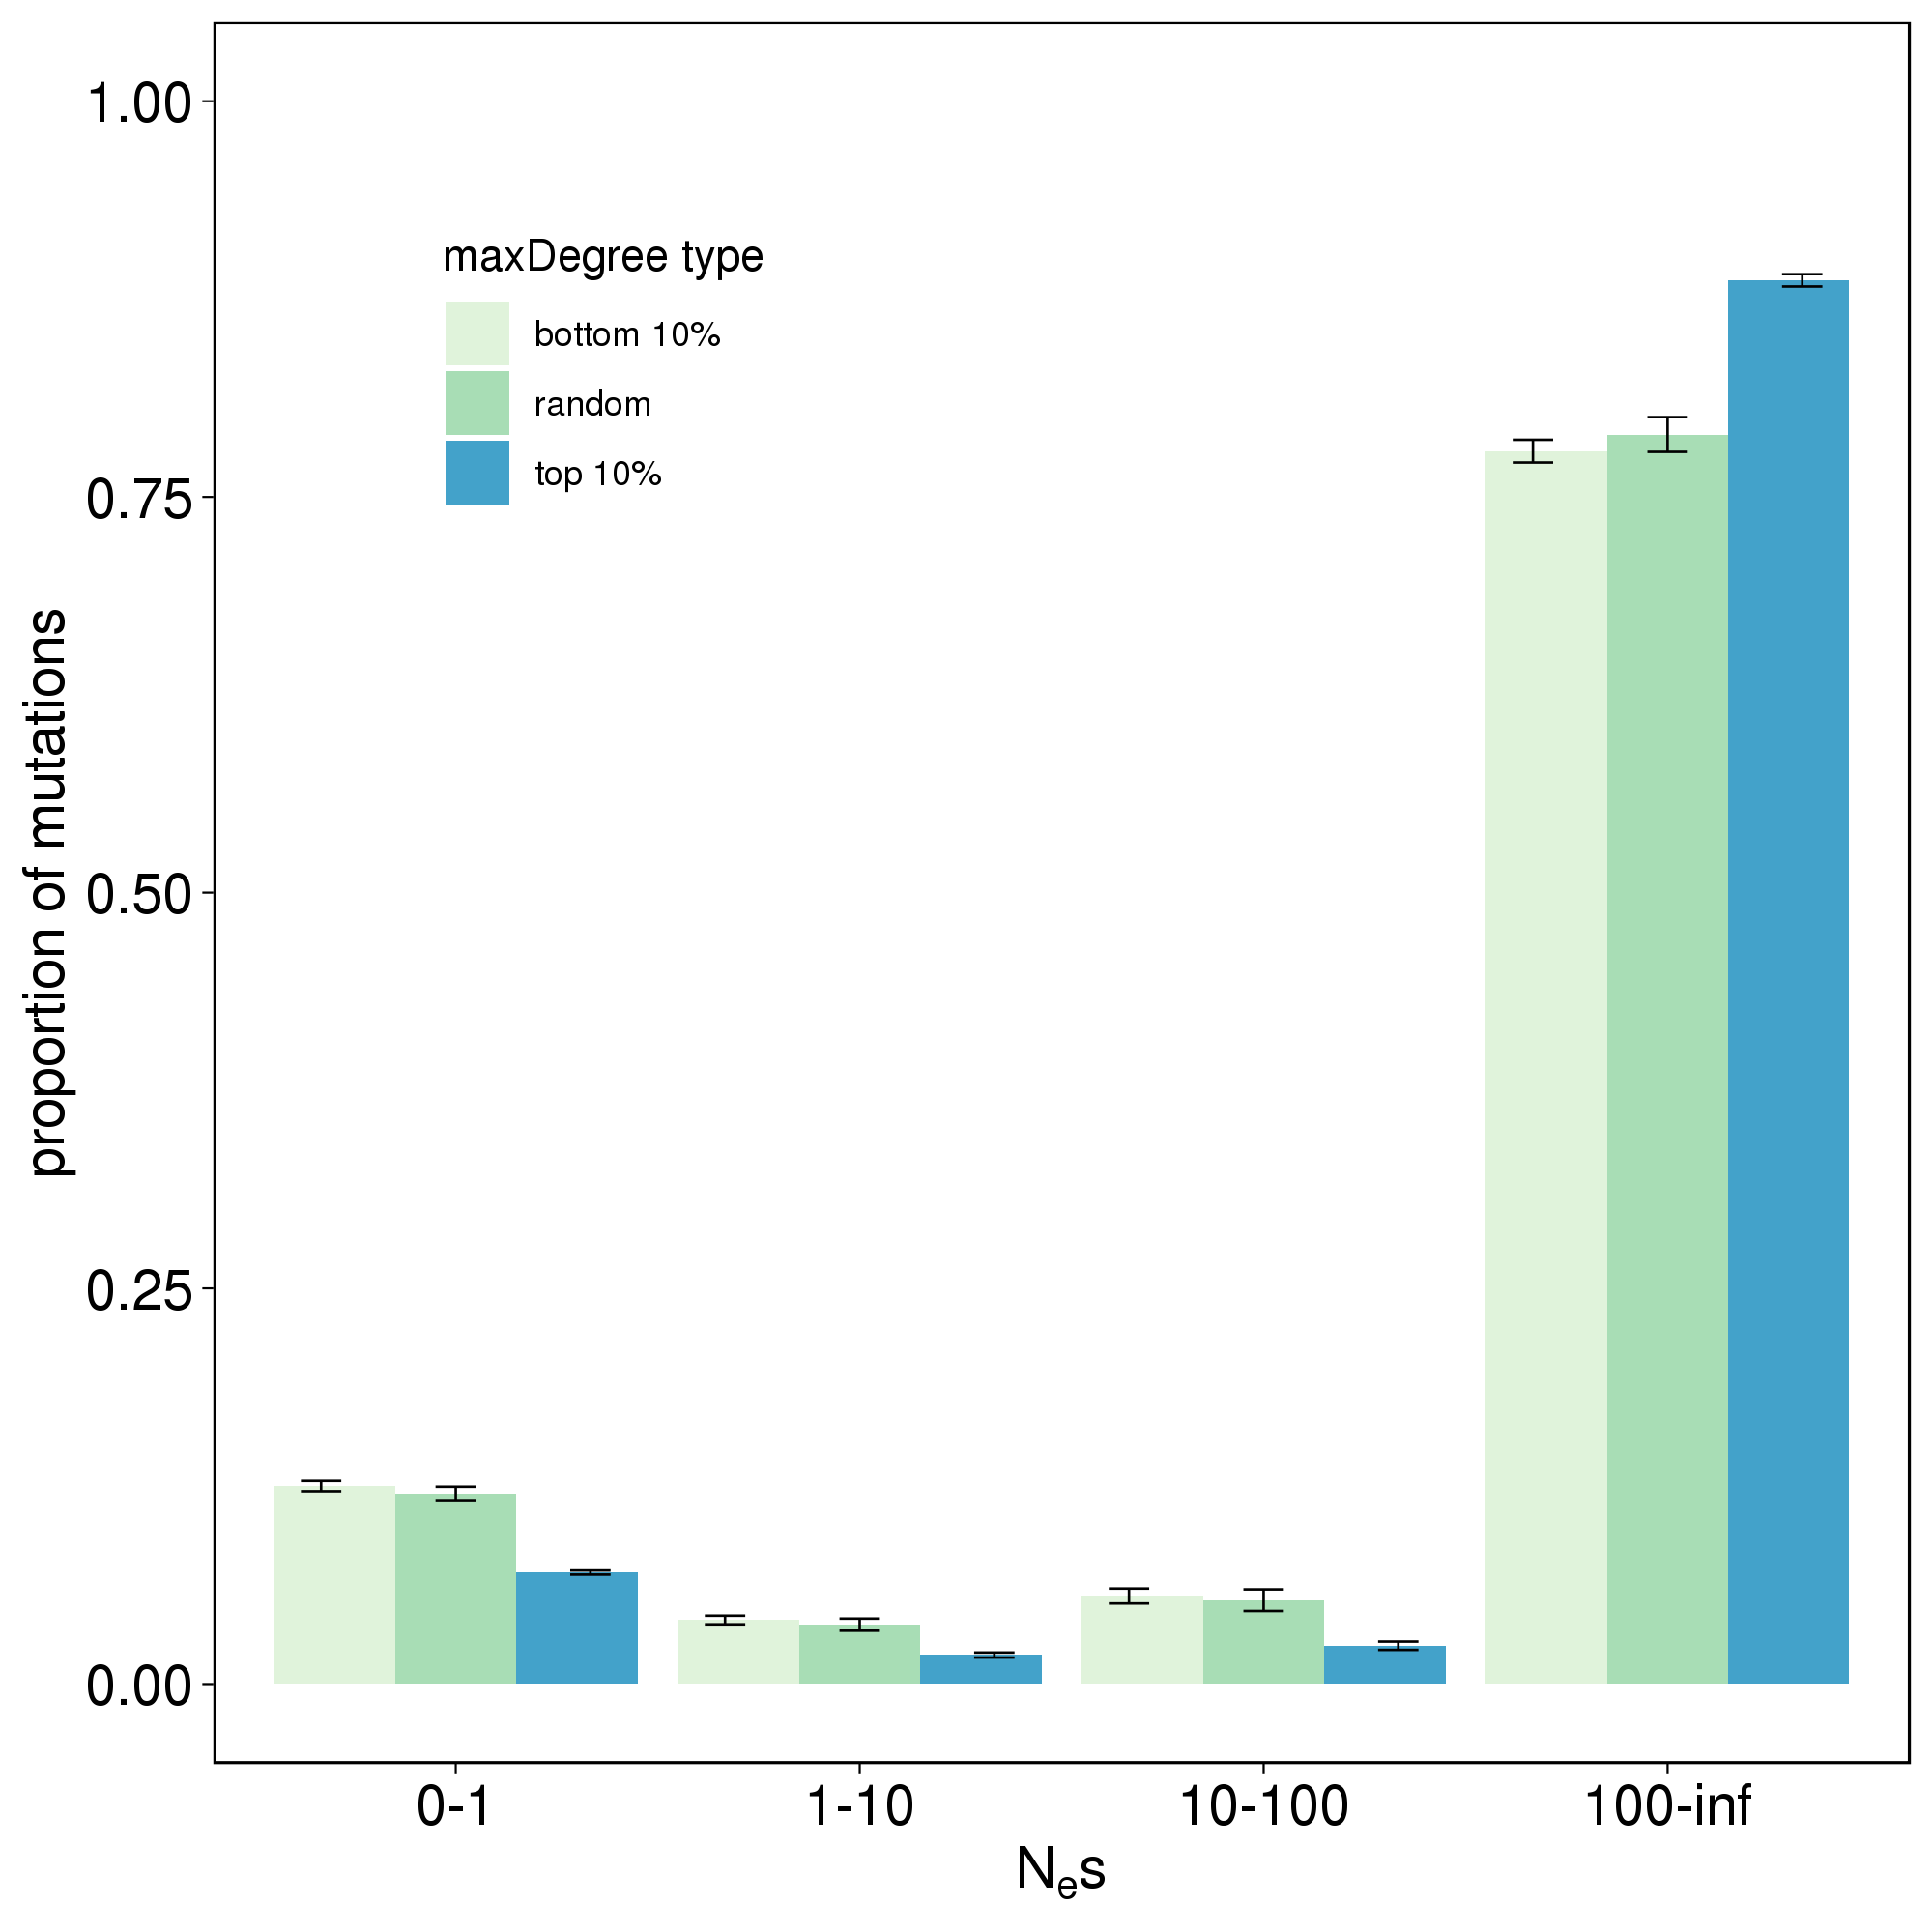 1.00
0.75
0.50
0.25
0.00
proportion of mutations
maxDegree type
bottom 10%
random
top 10%
0-1
1-10
10-100
100-inf
Nₑs